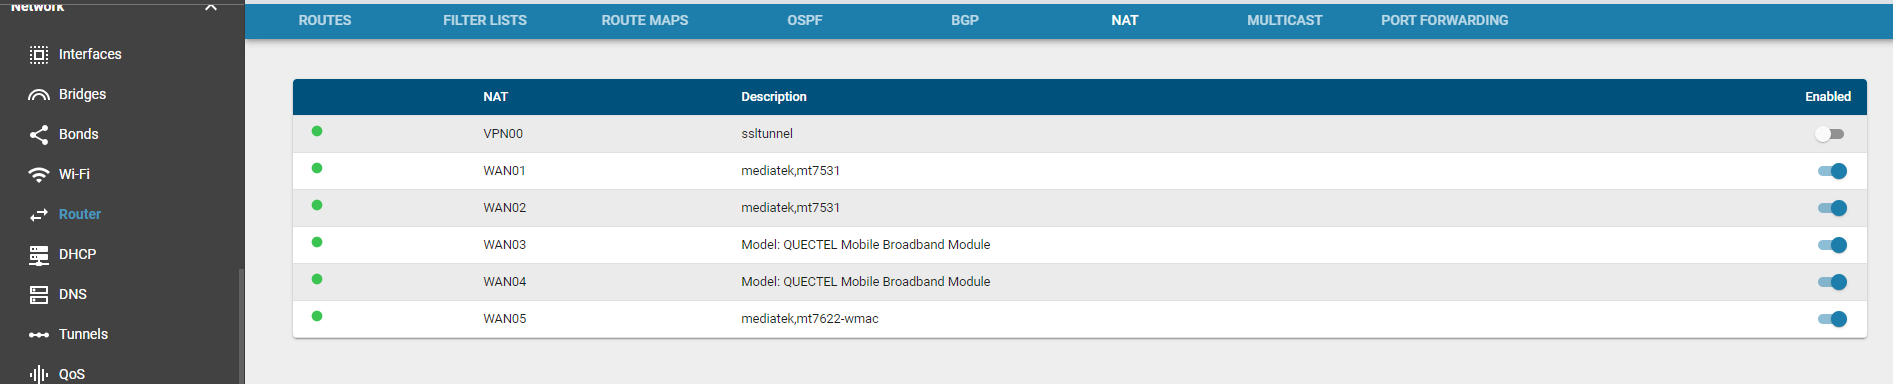 Network
ROUTES FILTER LISTS ROUTE MAPS OSPF BGP NAT MULTICAST PORT FORWARDING
Interfaces
Bridges
Bonds
Wi-Fi
Router
DHCP
DNS
Tunnels
QoS
NAT Description Enabled
VPN00 ssltunnel
WAN01 mediatek,mt7531
WAN02 mediatek,mt7531
WAN03 Model: QUECTEL Mobile Broadband Module
WAN04 Model: QUECTEL Mobile Broadband Module
WAN05 mediatek,mt7622-wmac